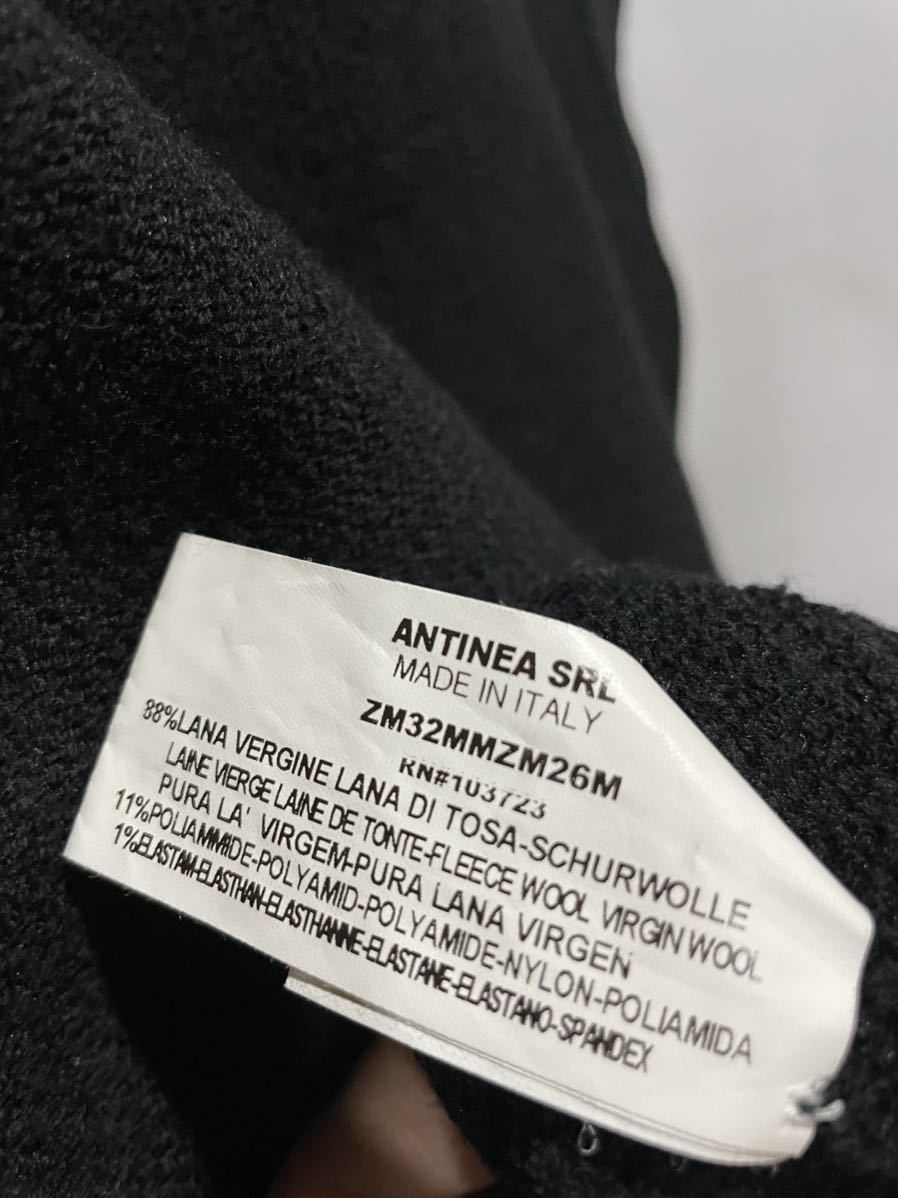 ANTINEA SRL
MADE IN ITALY
ZM32MMZM26M
RN#103723
88%LANA VERGINE LANA DI TOSA-SCHURWOLLE
LAINE VIERGE LAINE DE TONTE-FLEECE WOOL VIRGIN WOOL
PURA LA' VIRGEM-PURA LANA VIRGEN
11%POLIAMMIDE-POLYAMID-POLYAMIDE-NYLON-POLIAMIDA
1%ELASTAM-ELASTHAN-ELASTHANNE-ELASTANE-ELASTANO-SPANDEX